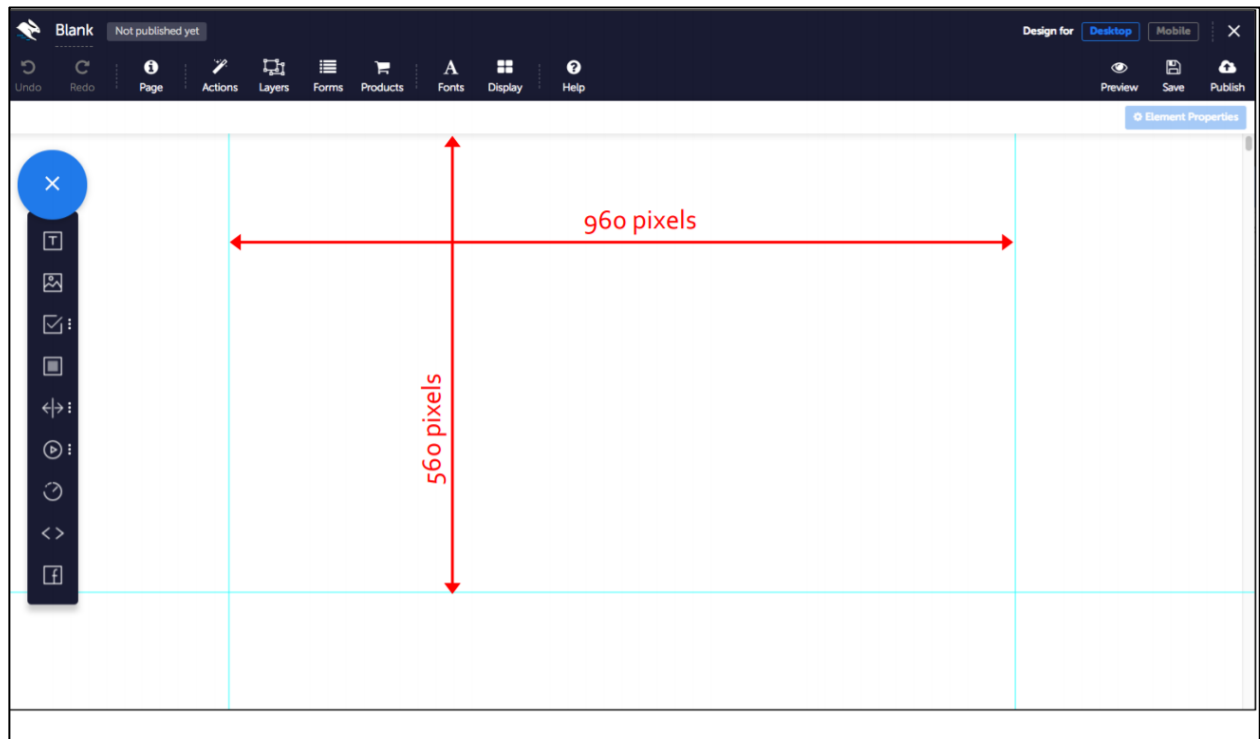 Blank Not published yet Design for Desktop Mobile
Undo Redo Page Actions Layers Forms Products Fonts Display Help Preview Save Publish
Element Properties
T
960 pixels
560 pixels